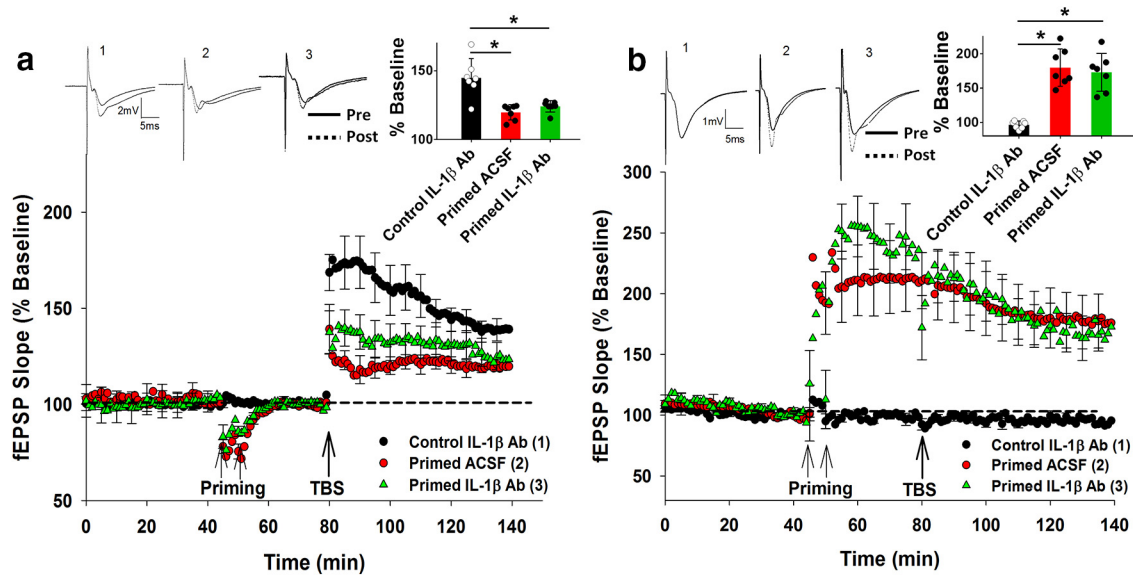 a
1
2
3
2mV
5ms
Pre
Post
% Baseline
150
100
*
*
Control IL-1β Ab
Primed ACSF
Primed IL-1β Ab
fEPSP Slope (% Baseline)
200
150
100
50
Priming
TBS
Control IL-1β Ab (1)
Primed ACSF (2)
Primed IL-1β Ab (3)
0
20
40
60
80
100
120
140
Time (min)
b
1
2
3
1mV
5ms
Pre
Post
% Baseline
200
150
100
*
*
Control IL-1β Ab
Primed ACSF
Primed IL-1β Ab
fEPSP Slope (% Baseline)
300
250
200
150
100
50
Priming
TBS
Control IL-1β Ab (1)
Primed ACSF (2)
Primed IL-1β Ab (3)
0
20
40
60
80
100
120
140
Time (min)